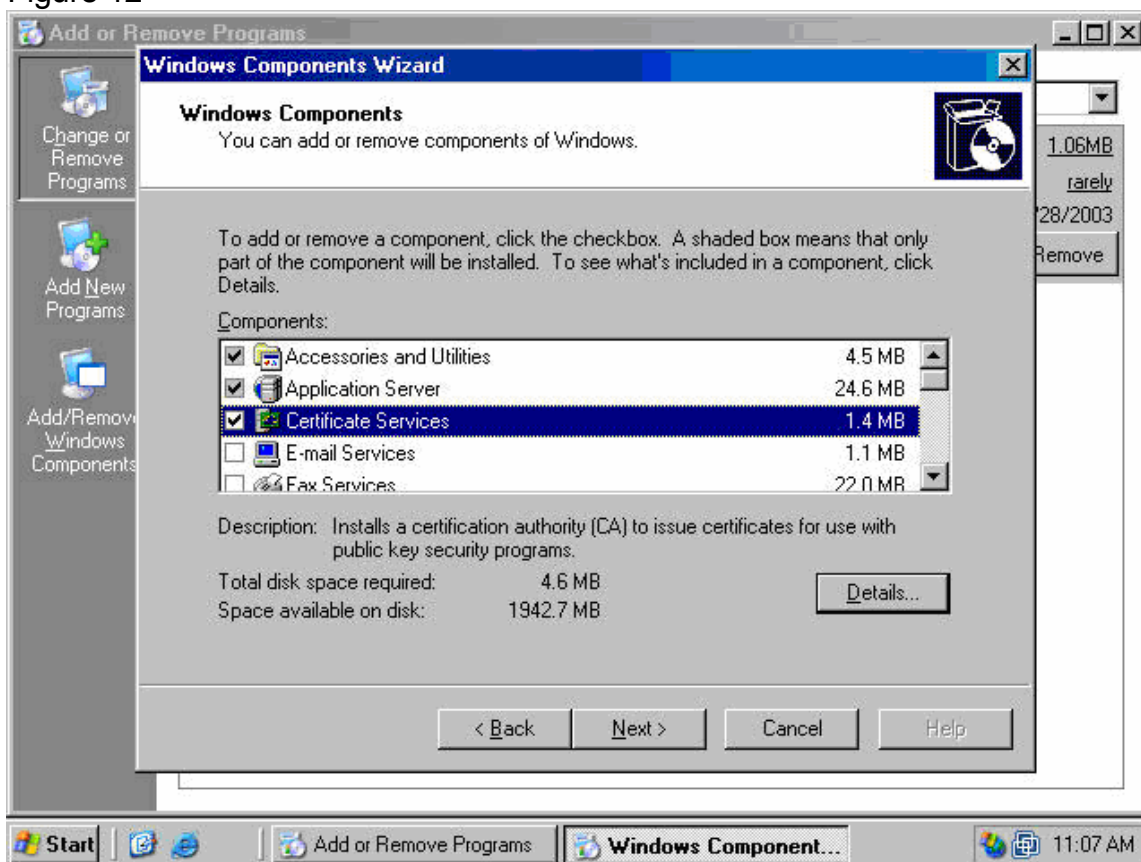 Add or Remove Programs
Windows Components Wizard
Windows Components
You can add or remove components of Windows.
Change or
Remove
Programs
1.06MB
rarely
/28/2003
Remove
Add New
Programs
Add/Remov
Windows
Components
To add or remove a component, click the checkbox. A shaded box means that only
part of the component will be installed. To see what's included in a component, click
Details.
Components:
Accessories and Utilities 4.5 MB
Application Server 24.6 MB
Certificate Services 1.4 MB
E-mail Services 1.1 MB
Fax Services 22.0 MB
Description: Installs a certification authority (CA) to issue certificates for use with
public key security programs.
Total disk space required: 4.6 MB
Space available on disk: 1942.7 MB
Details...
< Back Next > Cancel Help
Start Add or Remove Programs Windows Component... 11:07 AM